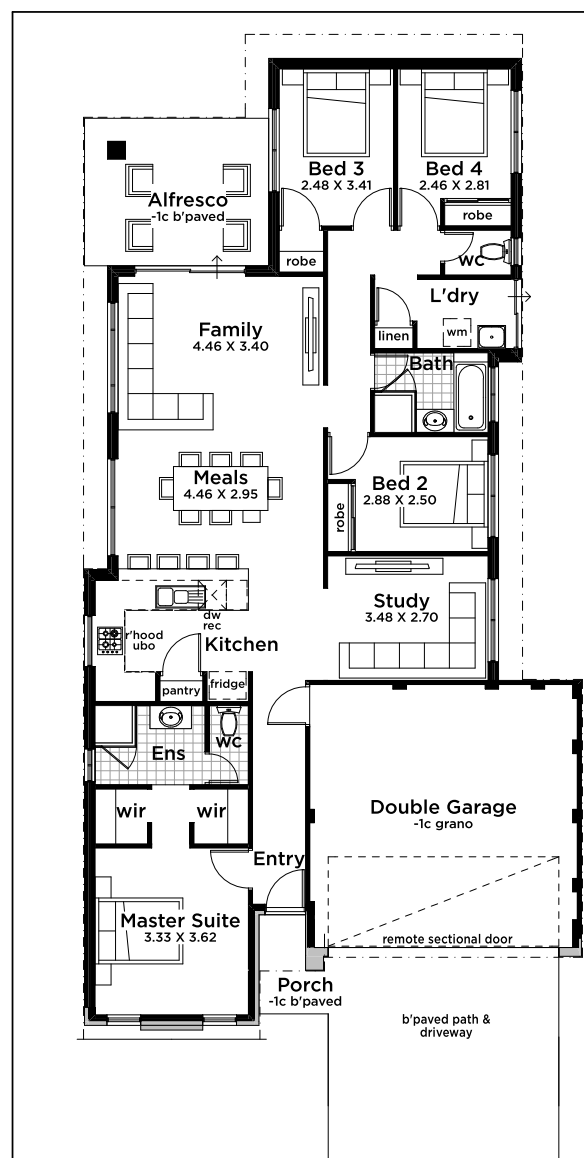 Bed 3
2.48 X 3.41
Bed 4
2.46 X 2.81
Alfresco
-1c b'paved
robe
wc
robe
L'dry
linen
wm
Family
4.46 X 3.40
Bath
Meals
4.46 X 2.95
Bed 2
2.88 X 2.50
robe
Study
3.48 X 2.70
dw
rec
r'hood
ubo
Kitchen
pantry
fridge
wc
Ens
wir
wir
Double Garage
-1c grano
Entry
Master Suite
3.33 X 3.62
remote sectional door
Porch
-1c b'paved
b'paved path &
driveway